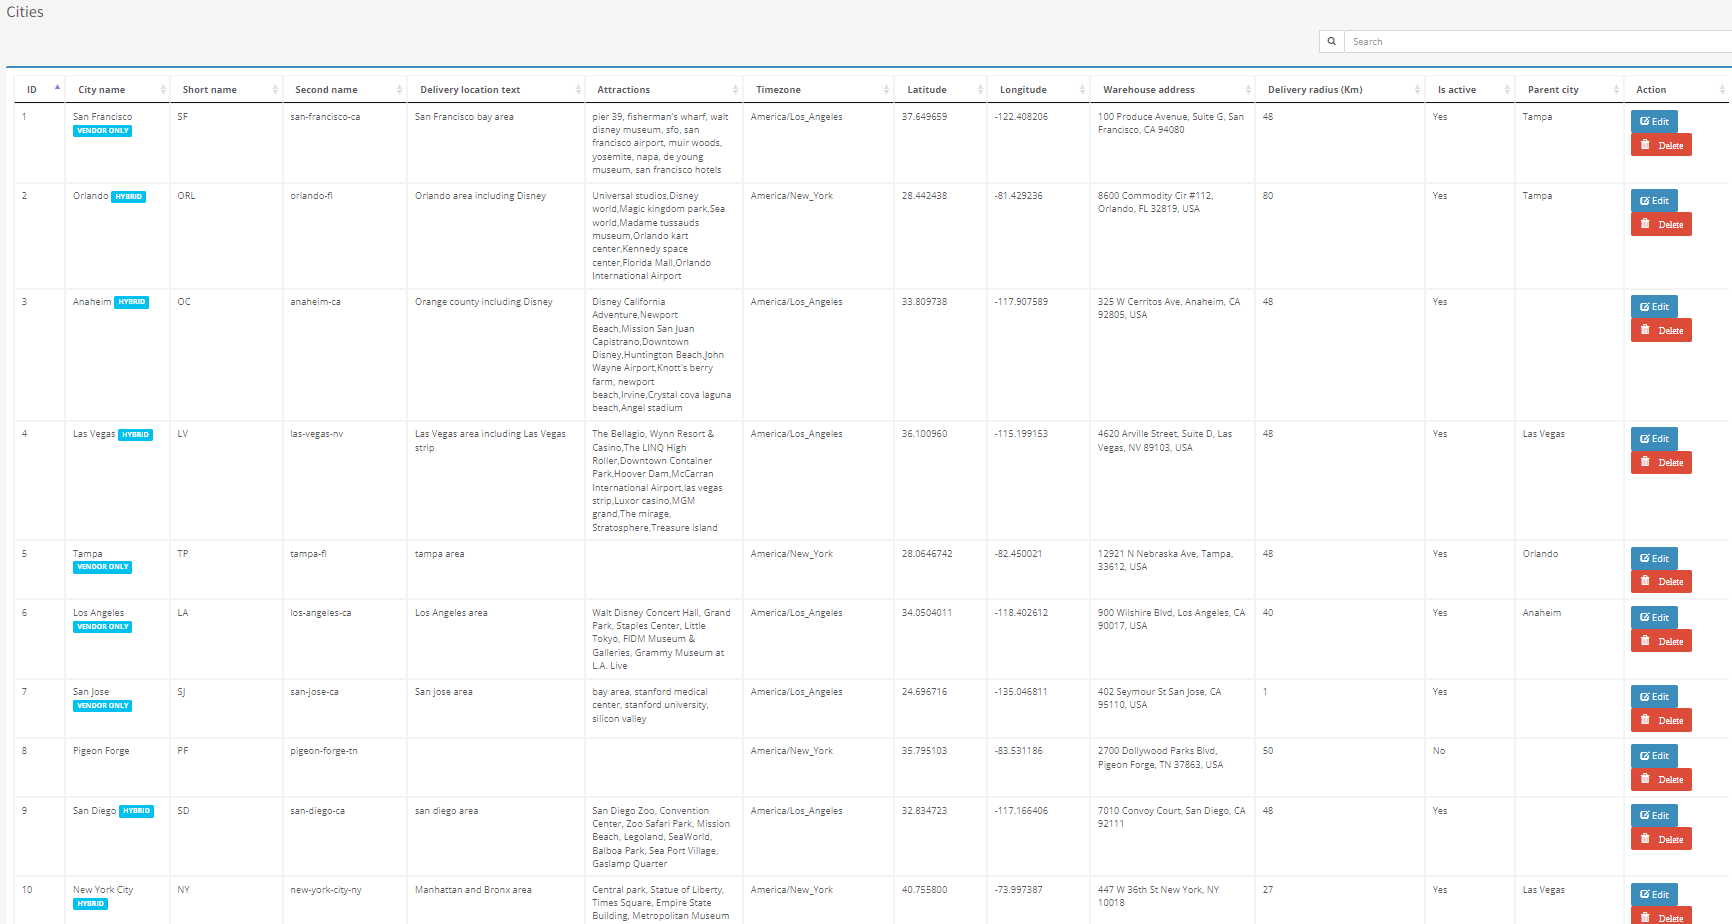 Cities
Search
ID City name Short name Second name Delivery location text Attractions Timezone Latitude Longitude Warehouse address Delivery radius (Km) Is active Parent city Action
1 San Francisco SF san-francisco-ca San Francisco bay area pier 39, fisherman's wharf, walt America/Los_Angeles 37.649659 -122.408206 100 Produce Avenue, Suite G, San 48 Yes Tampa Edit
VENDOR ONLY disney museum, sfo, san Francisco, CA 94080
francisco airport, muir woods, Delete
yosemite, napa, de young
museum, san francisco hotels
2 Orlando HYBRID ORL orlando-fl Orlando area including Disney Universal studios,Disney America/New_York 28.442438 -81.429236 8600 Commodity Cir #112, 80 Yes Tampa Edit
world,Magic kingdom park,Sea Orlando, FL 32819, USA
world,Madame tussauds Delete
museum,Orlando kart
center,Kennedy space
center,Florida Mall,Orlando
International Airport
3 Anaheim HYBRID OC anaheim-ca Orange county including Disney Disney California America/Los_Angeles 33.809738 -117.907589 325 W Cerritos Ave, Anaheim, CA 48 Yes Edit
Adventure,Newport 92805, USA
Beach,Mission San Juan Delete
Capistrano,Downtown
Disney,Huntington Beach,John
Wayne Airport,Knott's berry
farm, newport
beach,Irvine,Crystal cova laguna
beach,Angel stadium
4 Las Vegas HYBRID LV las-vegas-nv Las Vegas area including Las Vegas The Bellagio, Wynn Resort & America/Los_Angeles 36.100960 -115.199153 4620 Arville Street, Suite D, Las 48 Yes Las Vegas Edit
strip Casino,The LINQ High Vegas, NV 89103, USA
Roller,Downtown Container Delete
Park,Hoover Dam,McCarran
International Airport,las vegas
strip,Luxor casino,MGM
grand,The mirage,
Stratosphere,Treasure island
5 Tampa TP tampa-fl tampa area America/New_York 28.0646742 -82.450021 12921 N Nebraska Ave, Tampa, 48 Yes Orlando Edit
VENDOR ONLY 33612, USA
Delete
6 Los Angeles LA los-angeles-ca Los Angeles area Walt Disney Concert Hall, Grand America/Los_Angeles 34.0504011 -118.402612 900 Wilshire Blvd, Los Angeles, CA 40 Yes Anaheim Edit
VENDOR ONLY Park, Staples Center, Little 90017, USA
Tokyo, FIDM Museum & Delete
Galleries, Grammy Museum at
L.A. Live
7 San Jose SJ san-jose-ca San jose area bay area, stanford medical America/Los_Angeles 24.696716 -135.046811 402 Seymour St San Jose, CA 1 Yes Edit
VENDOR ONLY center, stanford university, 95110, USA
silicon valley Delete
8 Pigeon Forge PF pigeon-forge-tn America/New_York 35.795103 -83.531186 2700 Dollywood Parks Blvd, 50 No Edit
Pigeon Forge, TN 37863, USA
Delete
9 San Diego HYBRID SD san-diego-ca san diego area San Diego Zoo, Convention America/Los_Angeles 32.834723 -117.166406 7010 Convoy Court, San Diego, CA 48 Yes Edit
Center, Zoo Safari Park, Mission 92111
Beach, Legoland, SeaWorld, Delete
Balboa Park, Sea Port Village,
Gaslamp Quarter
10 New York City NY new-york-city-ny Manhattan and Bronx area Central park, Statue of Liberty, America/New_York 40.755800 -73.997387 447 W 36th St New York, NY 27 Yes Las Vegas Edit
HYBRID Times Square, Empire State 10018
Building, Metropolitan Museum Delete